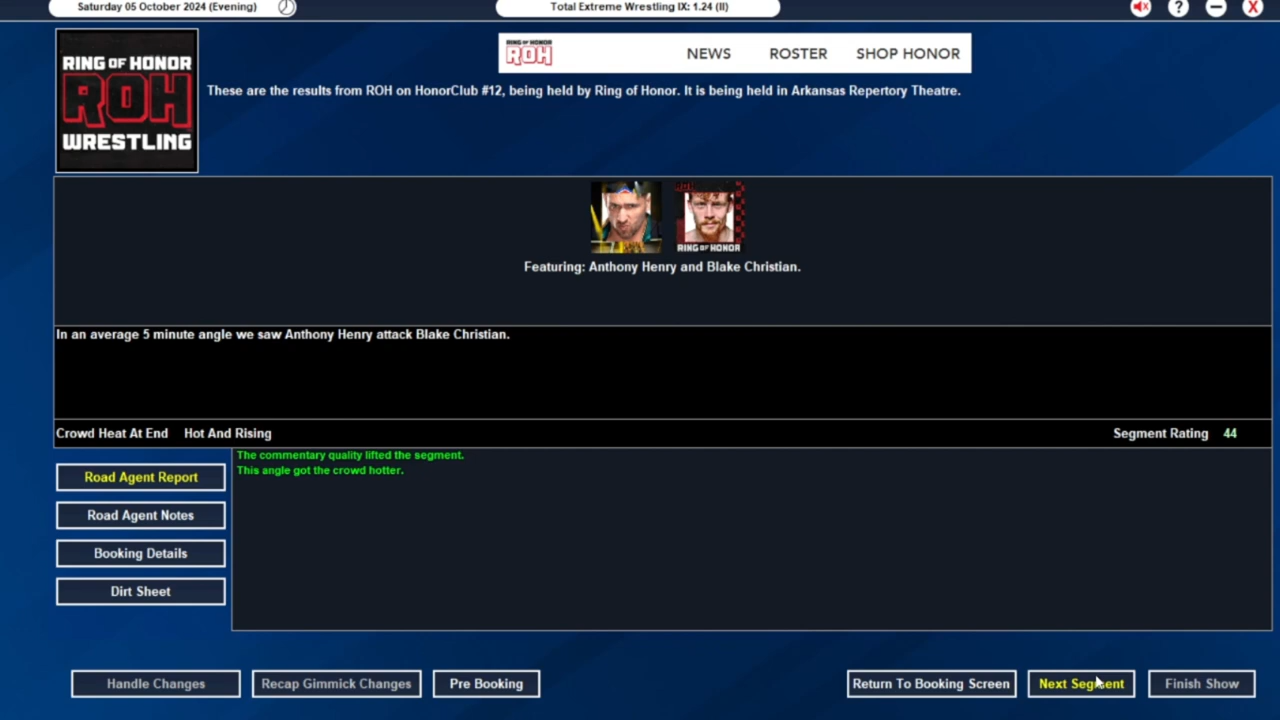 Saturday 05 October 2024 (Evening)
Total Extreme Wrestling IX: 1.24 (II)
?
X
RING OF HONOR
ROH
WRESTLING
RING OF HONOR
ROH
NEWS
ROSTER
SHOP HONOR
These are the results from ROH on HonorClub #12, being held by Ring of Honor. It is being held in Arkansas Repertory Theatre.
ROH
RING OF HONOR
Featuring: Anthony Henry and Blake Christian.
In an average 5 minute angle we saw Anthony Henry attack Blake Christian.
Crowd Heat At End Hot And Rising
Segment Rating 44
The commentary quality lifted the segment.
This angle got the crowd hotter.
Road Agent Report
Road Agent Notes
Booking Details
Dirt Sheet
Handle Changes
Recap Gimmick Changes
Pre Booking
Return To Booking Screen
Next Segment
Finish Show